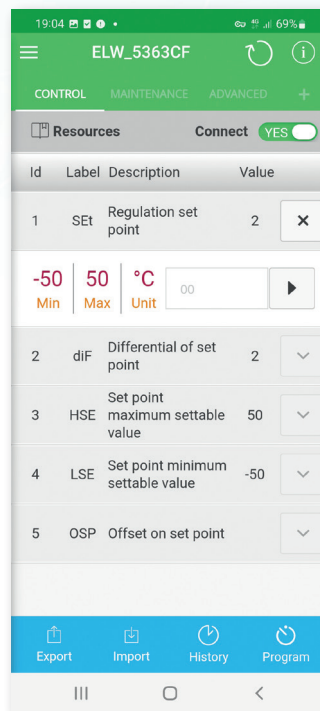 19:04 69%
ELW_5363CF
CONTROL MAINTENANCE ADVANCED +
Resources Connect YES
Id Label Description Value
1 SEt Regulation set point 2
-50 Min 50 Max °C Unit 00
2 diF Differential of set point 2
3 HSE Set point maximum settable value 50
4 LSE Set point minimum settable value -50
5 OSP Offset on set point
Export Import History Program